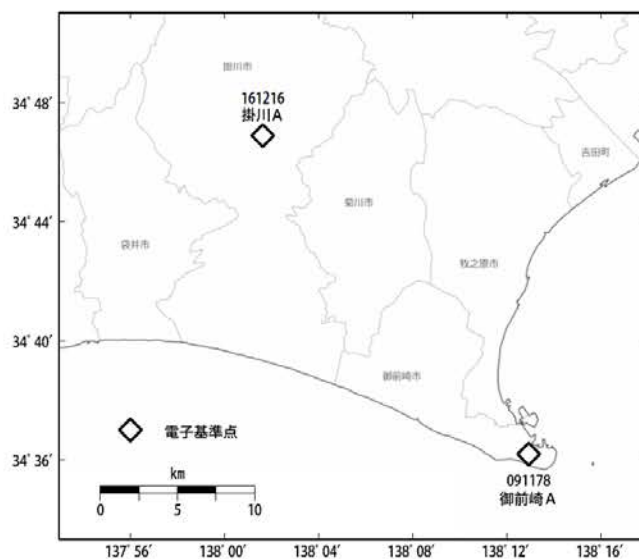 掛川市
34˚ 48′
161216
掛川A
吉田町
34˚ 44′
菊川市
袋井市
牧之原市
34˚ 40′
御前崎市
電子基準点
34˚ 36′
km
0 5 10
091178
御前崎A
137˚ 56′ 138˚ 00′ 138˚ 04′ 138˚ 08′ 138˚ 12′ 138˚ 16′